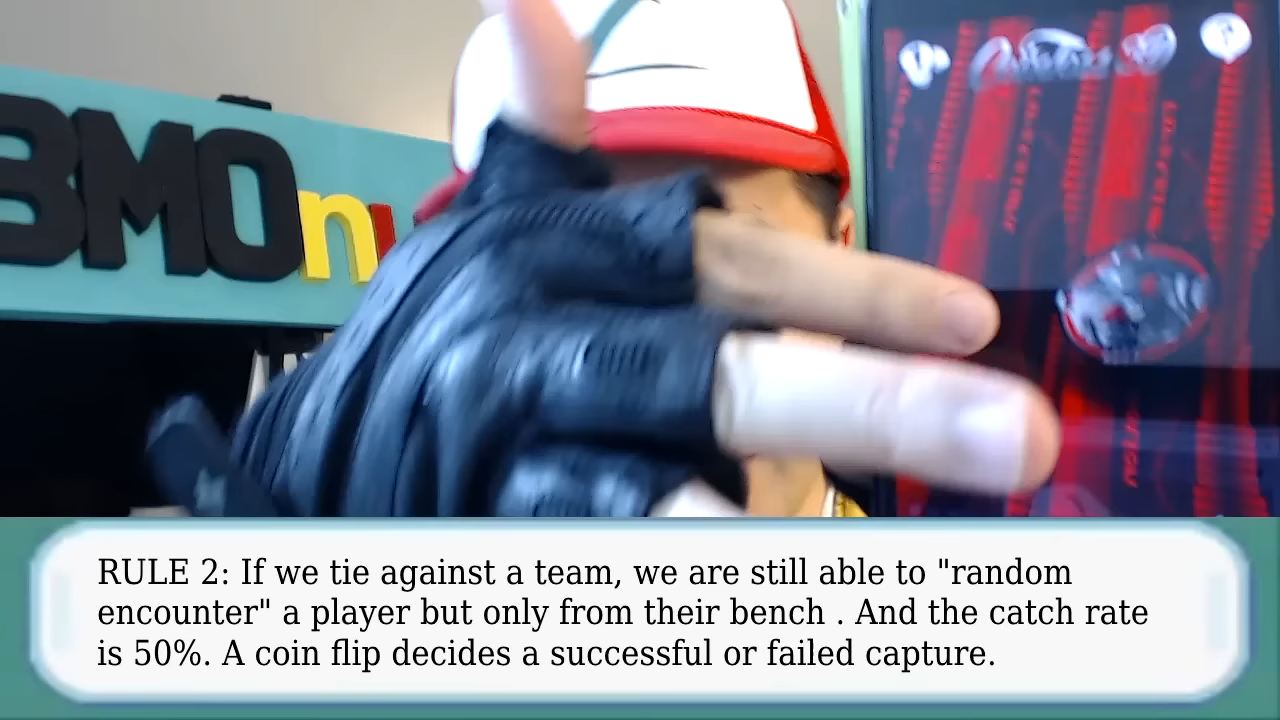 BMOn
RULE 2: If we tie against a team, we are still able to "random
encounter" a player but only from their bench . And the catch rate
is 50%. A coin flip decides a successful or failed capture.